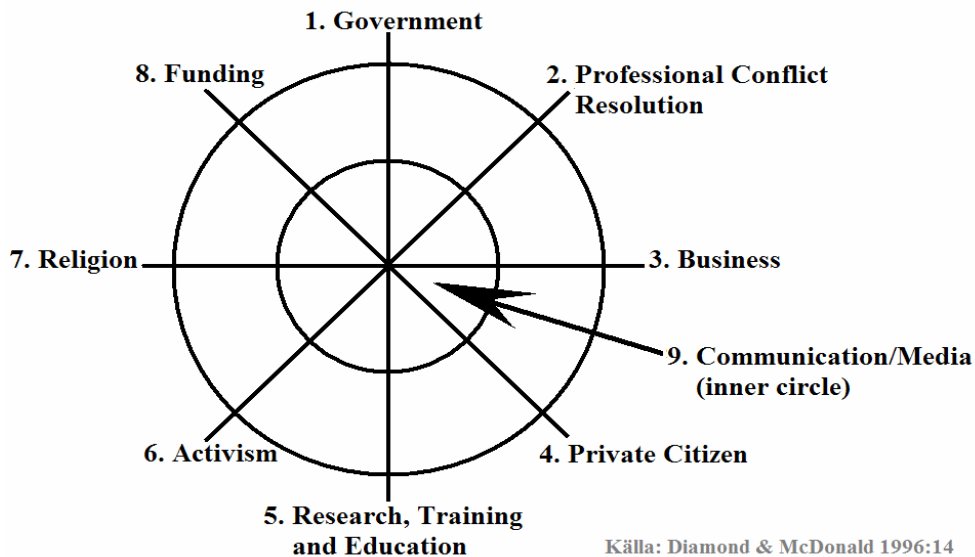 1. Government
8. Funding
2. Professional Conflict
Resolution
7. Religion
3. Business
9. Communication/Media
(inner circle)
6. Activism
4. Private Citizen
5. Research, Training
and Education
Källa: Diamond & McDonald 1996:14